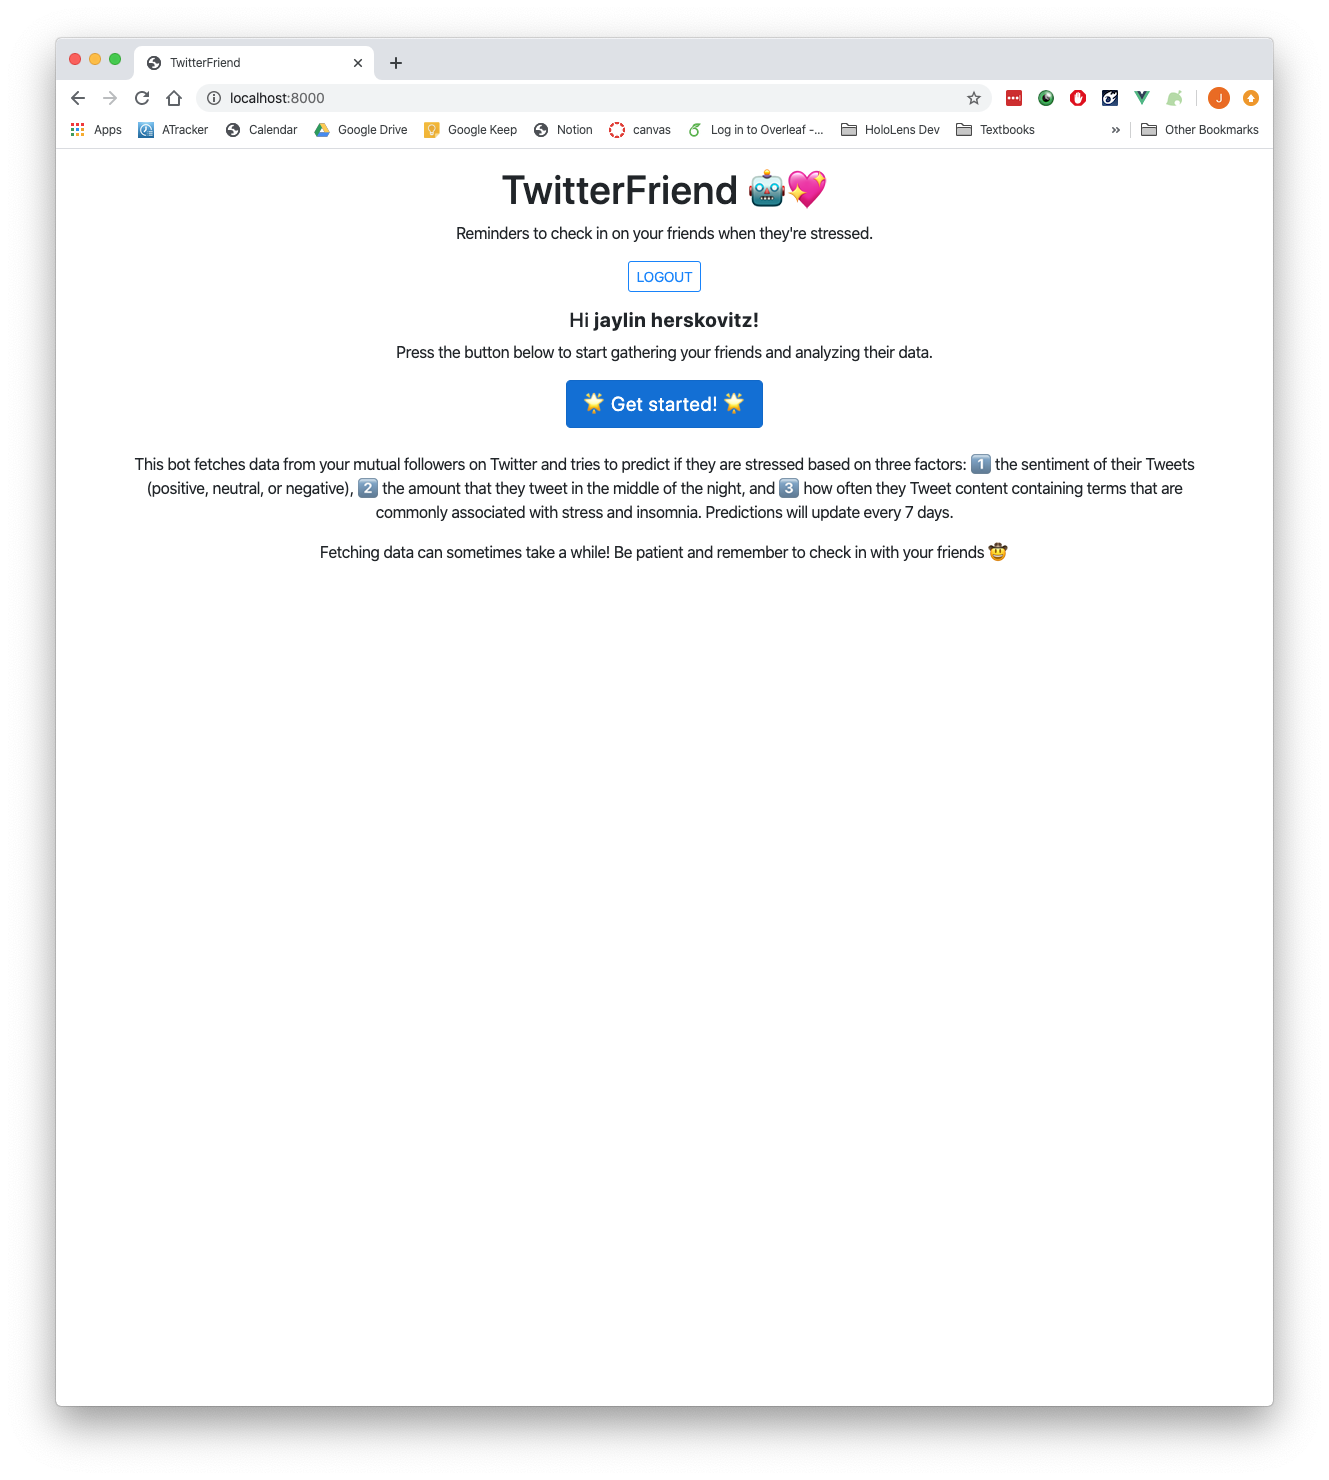 TwitterFriend
localhost:8000
Apps ATracker Calendar Google Drive Google Keep Notion canvas Log in to Overleaf -... HoloLens Dev Textbooks » Other Bookmarks
J
TwitterFriend 🤖💖
Reminders to check in on your friends when they're stressed.
LOGOUT
Hi jaylin herskovitz!
Press the button below to start gathering your friends and analyzing their data.
🌟 Get started! 🌟
This bot fetches data from your mutual followers on Twitter and tries to predict if they are stressed based on three factors: 1️⃣ the sentiment of their Tweets
(positive, neutral, or negative), 2️⃣ the amount that they tweet in the middle of the night, and 3️⃣ how often they Tweet content containing terms that are
commonly associated with stress and insomnia. Predictions will update every 7 days.
Fetching data can sometimes take a while! Be patient and remember to check in with your friends 🤠